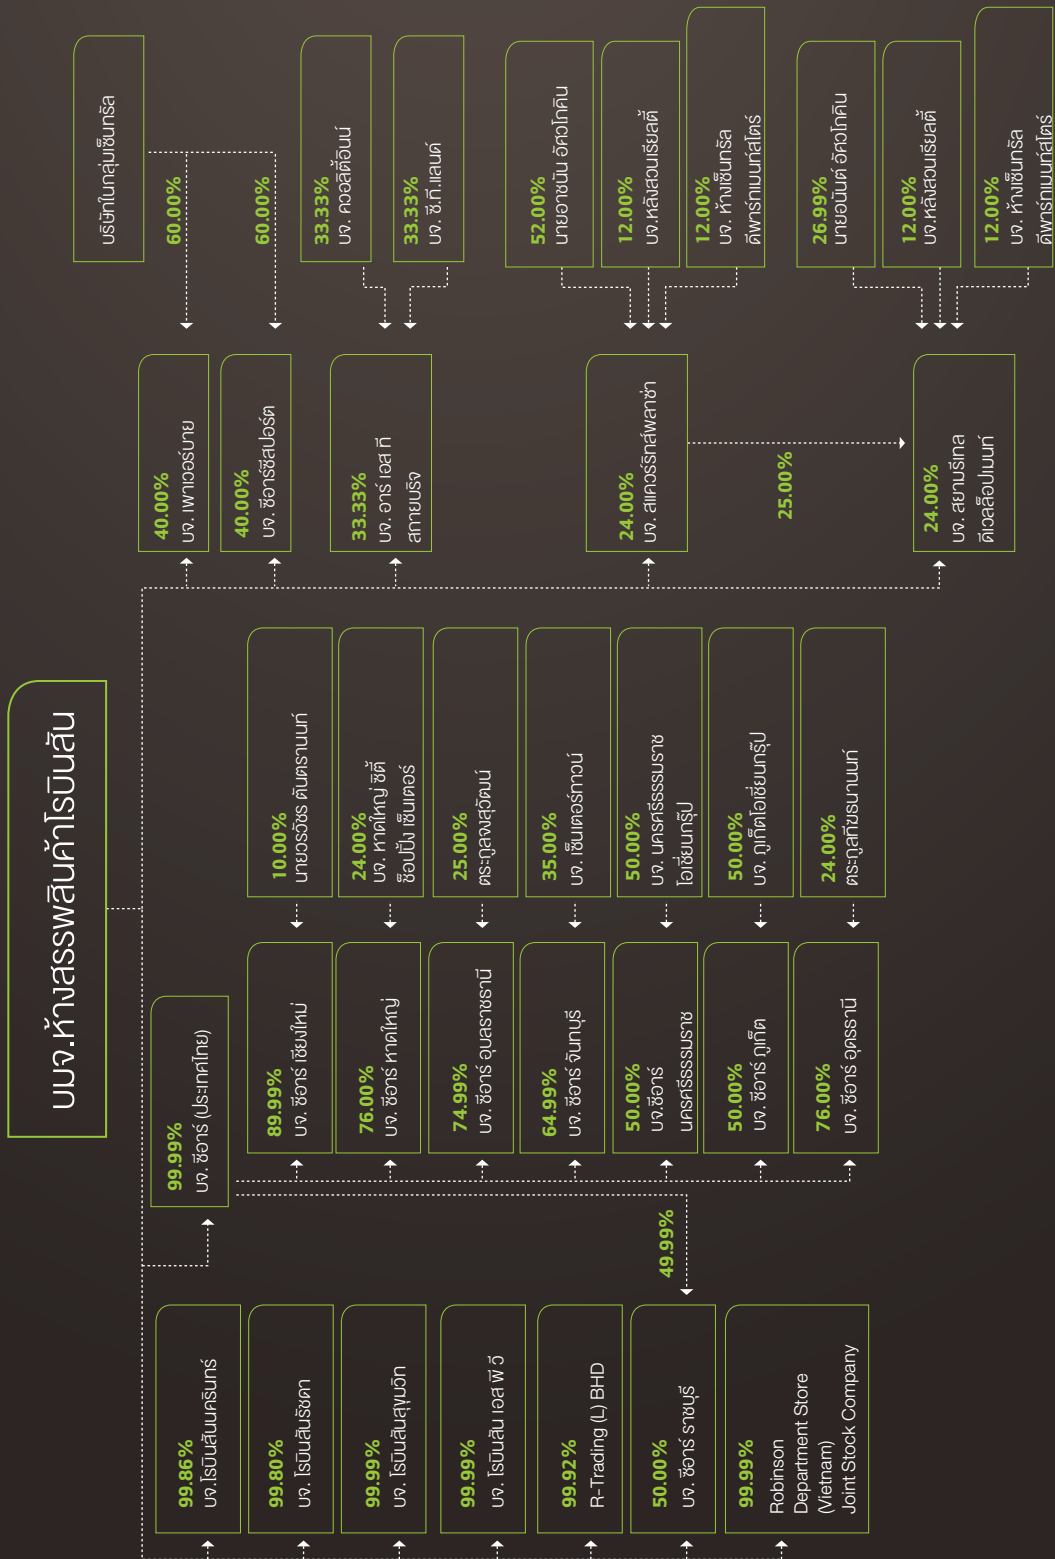 บมจ.ห้างสรรพสินค้าโรบินสัน
99.86%
บจ.โรบินสันนครินทร์
99.80%
บจ. โรบินสันรัชดา
99.99%
บจ. โรบินสันสุขุมวิท
99.99%
บจ. โรบินสัน เอส พี วี
99.92%
R-Trading (L) BHD
50.00%
บจ. ซีอาร์ ราชบุรี
99.99%
Robinson
Department Store
(Vietnam)
Joint Stock Company
99.99%
บจ. ซีอาร์ (ประเทศไทย)
49.99%
89.99%
บจ. ซีอาร์ เชียงใหม่
76.00%
บจ. ซีอาร์ หาดใหญ่
74.99%
บจ. ซีอาร์ อุบลราชธานี
64.99%
บจ. ซีอาร์ จันทบุรี
50.00%
บจ.ซีอาร์
นครศรีธรรมราช
50.00%
บจ. ซีอาร์ ภูเก็ต
76.00%
บจ. ซีอาร์ อุดรธานี
10.00%
นายวรวัชร ตันตรานนท์
24.00%
บจ. หาดใหญ่ ซิตี้
ช็อปปิ้ง เซ็นเตอร์
25.00%
ตระกูลจงสุวัฒน์
35.00%
บจ. เซ็นเตอร์ทาวน์
50.00%
บจ. นครศรีธรรมราช
โอเชี่ยนกรุ๊ป
50.00%
บจ. ภูเก็ตโอเชี่ยนกรุ๊ป
24.00%
ตระกูลทีฆธนานนท์
40.00%
บจ. เพาเวอร์บาย
40.00%
บจ. ซีอาร์ซีสปอร์ต
33.33%
บจ. อาร์ เอส ที
สกายบริจ
24.00%
บจ. สแควร์ริทส์พลาซ่า
25.00%
24.00%
บจ. สยามรีเทล
ดีเวลล็อปเมนท์
บริษัทในกลุ่มเซ็นทรัล
60.00%
60.00%
33.33%
บจ. ควอลิตี้อินน์
33.33%
บจ. ซี.ที.แลนด์
52.00%
นายอาชนัน อัศวโภคิน
12.00%
บจ.หลังสวนเรียลตี้
12.00%
บจ. ห้างเซ็นทรัล
ดีพาร์ทเมนท์สโตร์
26.99%
นายอนันต์ อัศวโภคิน
12.00%
บจ.หลังสวนเรียลตี้
12.00%
บจ. ห้างเซ็นทรัล
ดีพาร์ทเมนท์สโตร์